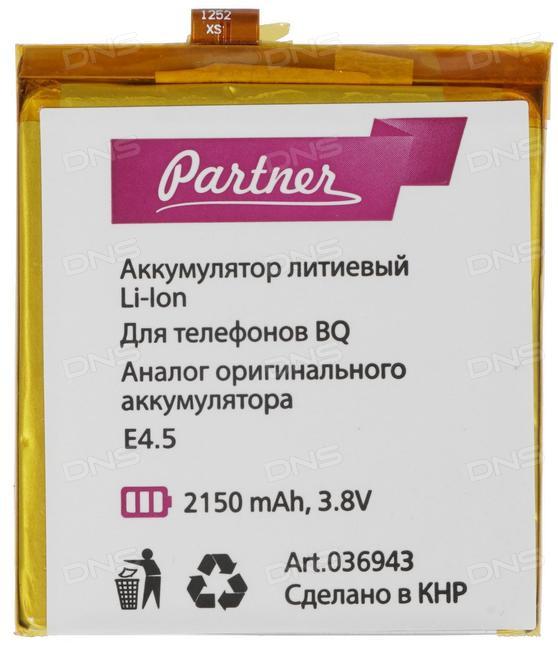 1252
XS
Partner
Аккумулятор литиевый
Li-Ion
Для телефонов BQ
Аналог оригинального
аккумулятора
E4.5
2150 mAh, 3.8V
Art.036943
Сделано в КНР
DNS